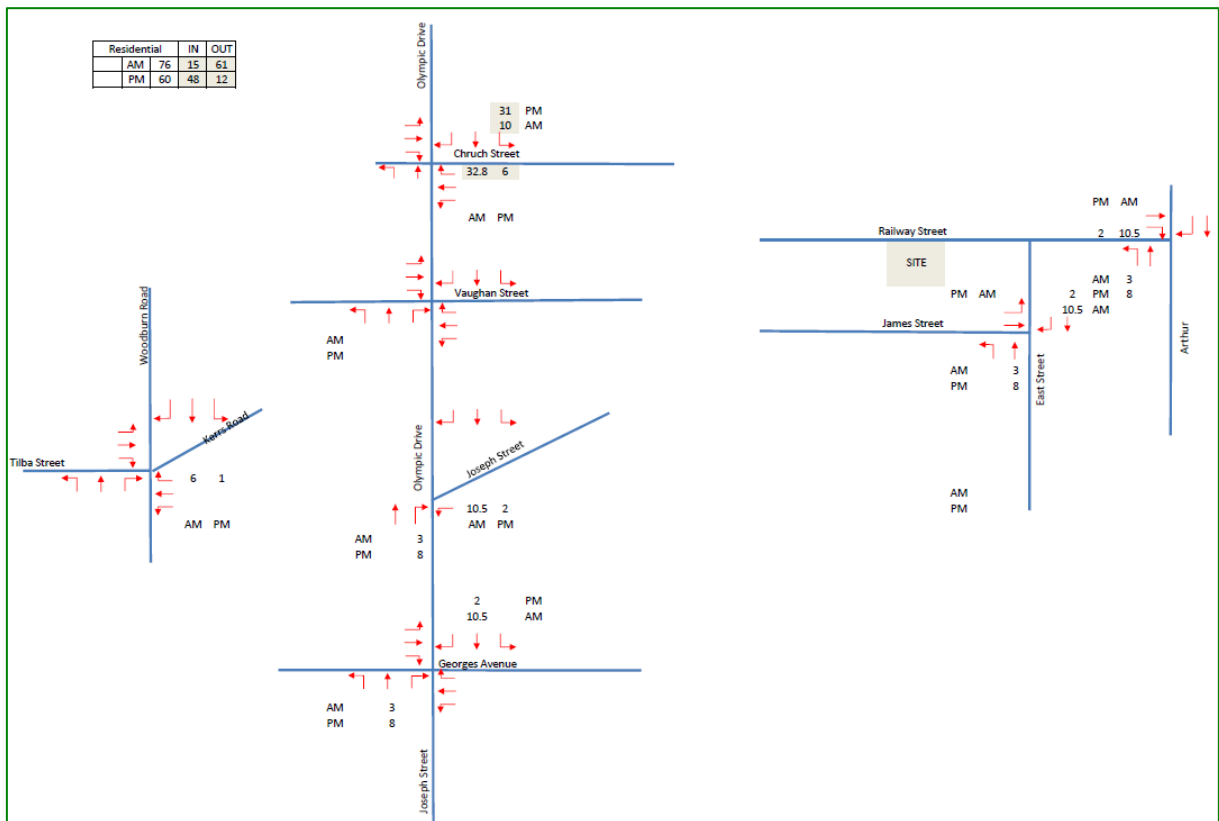 Residential IN OUT
AM 76 15 61
PM 60 48 12
Olympic Drive
31 PM
10 AM
Chruch Street
32.8 6
AM PM
Vaughan Street
AM
PM
Woodburn Road
Kerrs Road
Tilba Street
6 1
AM PM
Olympic Drive
Joseph Street
10.5 2
AM PM
AM 3
PM 8
2 PM
10.5 AM
Georges Avenue
AM 3
PM 8
Joseph Street
PM AM
Railway Street
2 10.5
SITE
AM 3
PM AM
2 PM 8
10.5 AM
James Street
Arthur
AM 3
PM 8
East Street
AM
PM